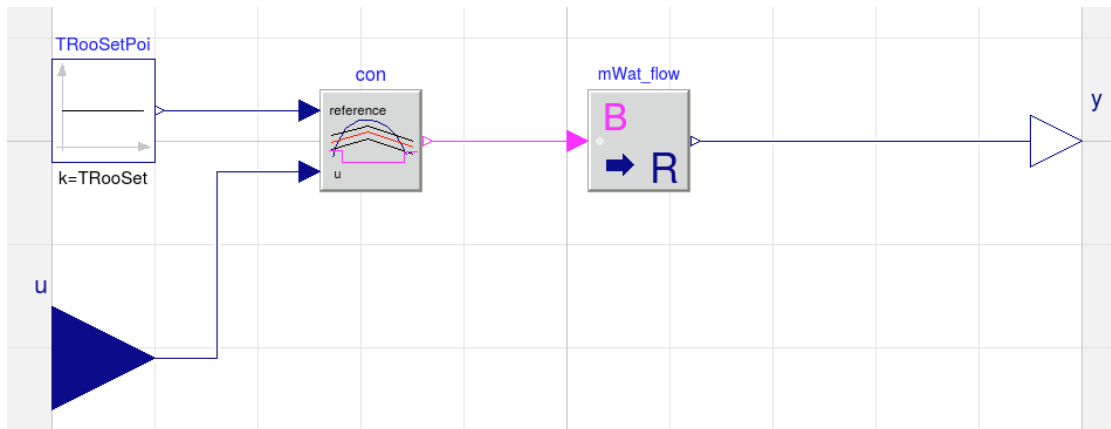 TRooSetPoi
k=TRooSet
con
reference
u
mWat_flow
B
R
y
u